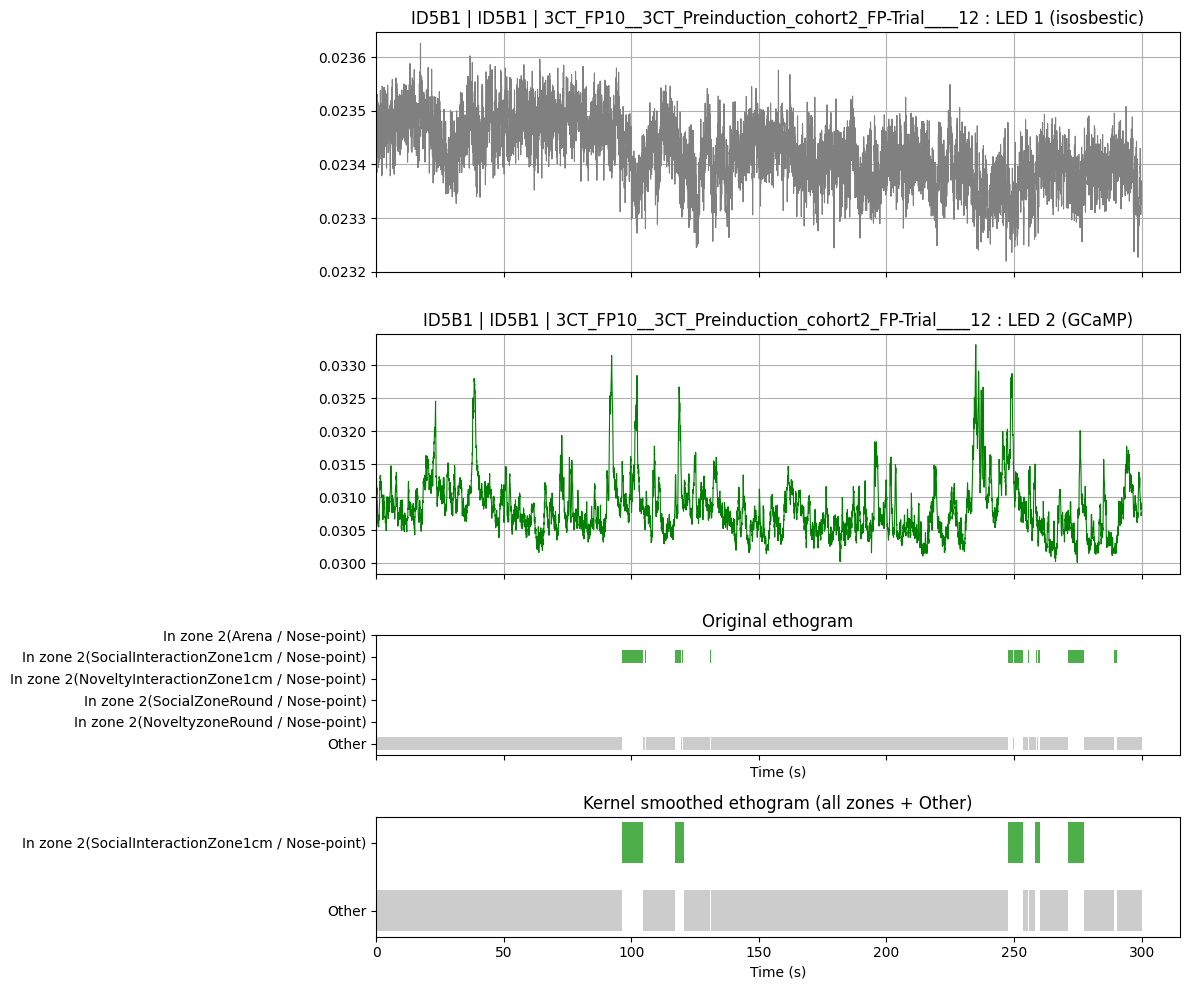 ID5B1 | ID5B1 | 3CT_FP10__3CT_Preinduction_cohort2_FP-Trial____12 : LED 1 (isosbestic)
0.0236
0.0235
0.0234
0.0233
0.0232
ID5B1 | ID5B1 | 3CT_FP10__3CT_Preinduction_cohort2_FP-Trial____12 : LED 2 (GCaMP)
0.0330
0.0325
0.0320
0.0315
0.0310
0.0305
0.0300
Original ethogram
In zone 2(Arena / Nose-point)
In zone 2(SocialInteractionZone1cm / Nose-point)
In zone 2(NoveltyInteractionZone1cm / Nose-point)
In zone 2(SocialZoneRound / Nose-point)
In zone 2(NoveltyzoneRound / Nose-point)
Other
Time (s)
Kernel smoothed ethogram (all zones + Other)
In zone 2(SocialInteractionZone1cm / Nose-point)
Other
0 50 100 150 200 250 300
Time (s)